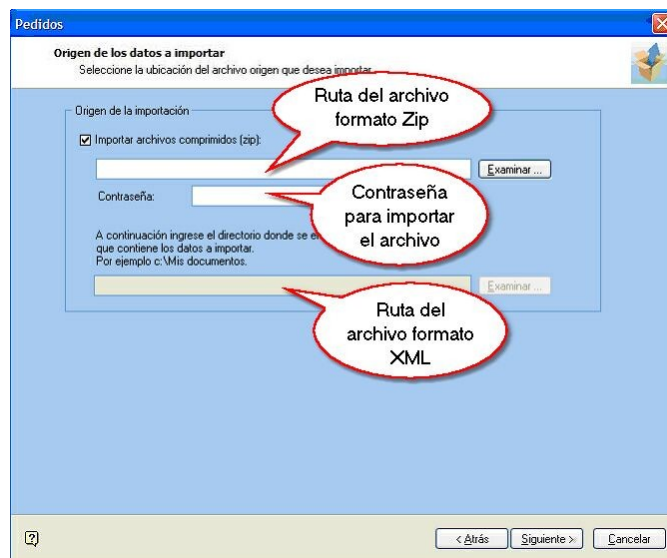 Pedidos
Origen de los datos a importar
Seleccione la ubicación del archivo origen que desea importar.
Ruta del archivo
formato Zip
Origen de la importación
Importar archivos comprimidos (zip):
Examinar ...
Contraseña:
Contraseña
para importar
el archivo
A continuación ingrese el directorio donde se
que contiene los datos a importar.
Por ejemplo c:\Mis documentos.
Examinar ...
Ruta del
archivo formato
XML
< Atrás
Siguiente >
Cancelar